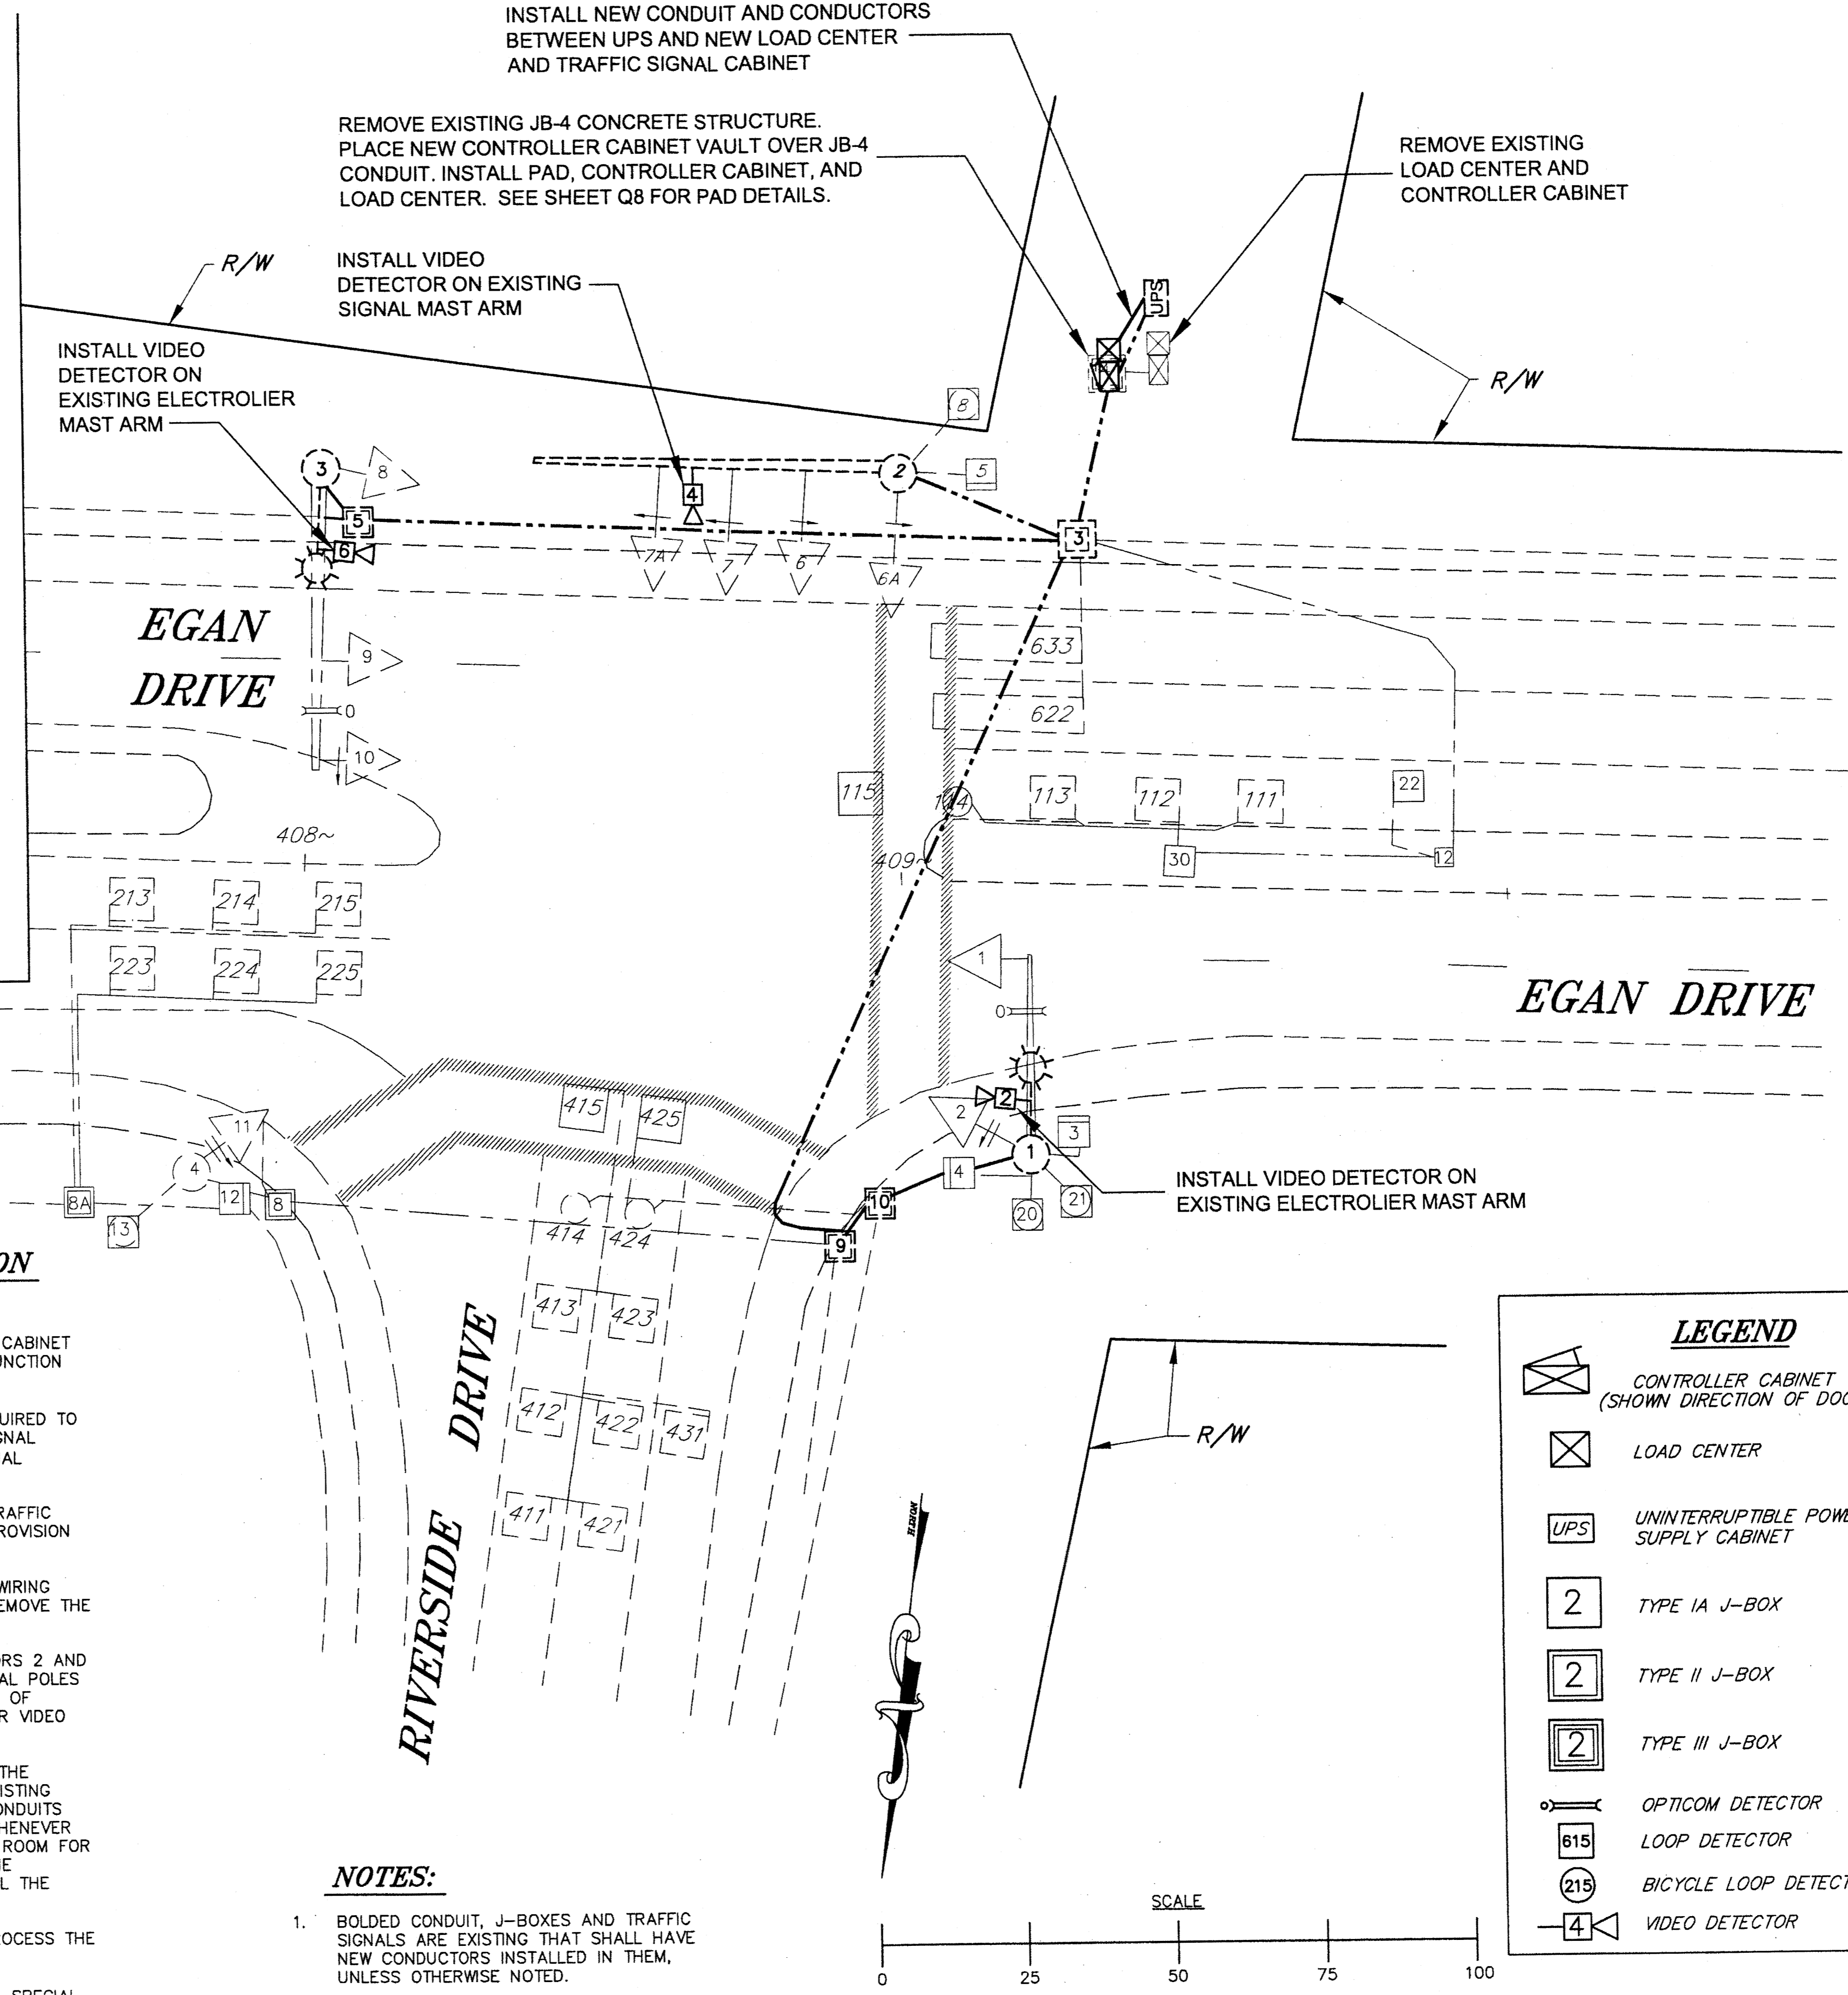 INSTALL NEW CONDUIT AND CONDUCTORS
BETWEEN UPS AND NEW LOAD CENTER
AND TRAFFIC SIGNAL CABINET
REMOVE EXISTING JB-4 CONCRETE STRUCTURE.
PLACE NEW CONTROLLER CABINET VAULT OVER JB-4
CONDUIT. INSTALL PAD, CONTROLLER CABINET, AND
LOAD CENTER. SEE SHEET Q8 FOR PAD DETAILS.
REMOVE EXISTING
LOAD CENTER AND
CONTROLLER CABINET
R/W
INSTALL VIDEO
DETECTOR ON EXISTING
SIGNAL MAST ARM
UPS
INSTALL VIDEO
DETECTOR ON
EXISTING ELECTROLIER
MAST ARM
R/W
8
3
8
2
5
4
5
3
6
7A
7
6
6A
EGAN
DRIVE
9
633
622
0
10
115
114
113
112
111
22
408~
409~
30
12
213
214
215
223
224
225
1
EGAN DRIVE
0
415
425
2
2
11
3
4
1
4
INSTALL VIDEO DETECTOR ON
EXISTING ELECTROLIER MAST ARM
8A
12
8
13
10
20
21
414
424
9
ON
413
423
CABINET
UNCTION
412
422
431
UIRED TO
GNAL
AL
411
421
RAFFIC
ROVISION
WIRING
EMOVE THE
RIVERSIDE DRIVE
R/W
NORTH
ORS 2 AND
AL POLES
OF
R VIDEO
THE
ISTING
ONDUITS
HENEVER
ROOM FOR
E
L THE
OCESS THE
SPECIAL
NOTES:
1. BOLDED CONDUIT, J-BOXES AND TRAFFIC
SIGNALS ARE EXISTING THAT SHALL HAVE
NEW CONDUCTORS INSTALLED IN THEM,
UNLESS OTHERWISE NOTED.
SCALE
0 25 50 75 100
LEGEND
CONTROLLER CABINET
(SHOWN DIRECTION OF DOO
LOAD CENTER
UPS UNINTERRUPTIBLE POWE
SUPPLY CABINET
2 TYPE IA J-BOX
2 TYPE II J-BOX
2 TYPE III J-BOX
OPTICOM DETECTOR
615 LOOP DETECTOR
215 BICYCLE LOOP DETECT
4 VIDEO DETECTOR